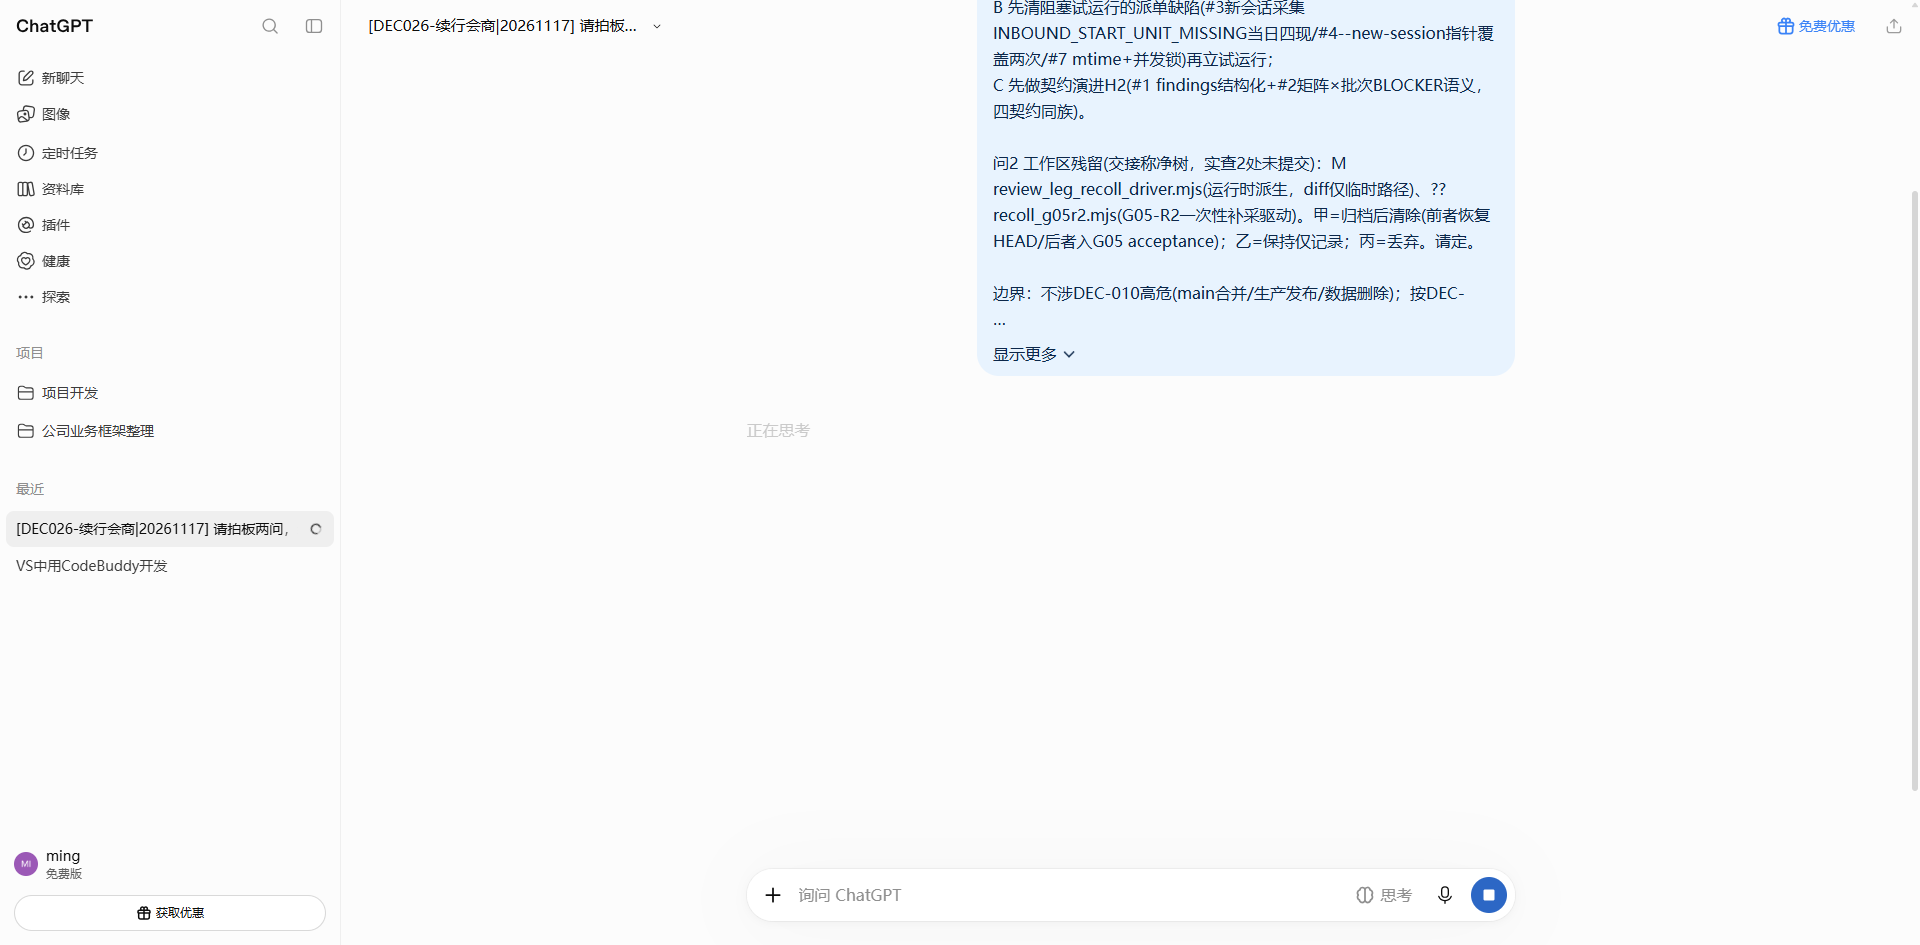 ChatGPT
新聊天
图像
定时任务
资料库
插件
健康
探索
项目
项目开发
公司业务框架整理
最近
[DEC026-续行会商|20261117] 请拍板两问，
VS中用CodeBuddy开发
MI
ming
免费版
获取优惠
[DEC026-续行会商|20261117] 请拍板...
免费优惠
B 先清阻塞试运行的派单缺陷(#3新会话采集
INBOUND_START_UNIT_MISSING当日四现/#4--new-session指针覆
盖两次/#7 mtime+并发锁)再立试运行；
C 先做契约演进H2(#1 findings结构化+#2矩阵×批次BLOCKER语义，
四契约同族)。
问2 工作区残留(交接称净树，实查2处未提交)：M
review_leg_recoll_driver.mjs(运行时派生，diff仅临时路径)、??
recoll_g05r2.mjs(G05-R2一次性补采驱动)。甲=归档后清除(前者恢复
HEAD/后者入G05 acceptance)；乙=保持仅记录；丙=丢弃。请定。
边界：不涉DEC-010高危(main合并/生产发布/数据删除)；按DEC-
...
显示更多
正在思考
询问 ChatGPT
思考